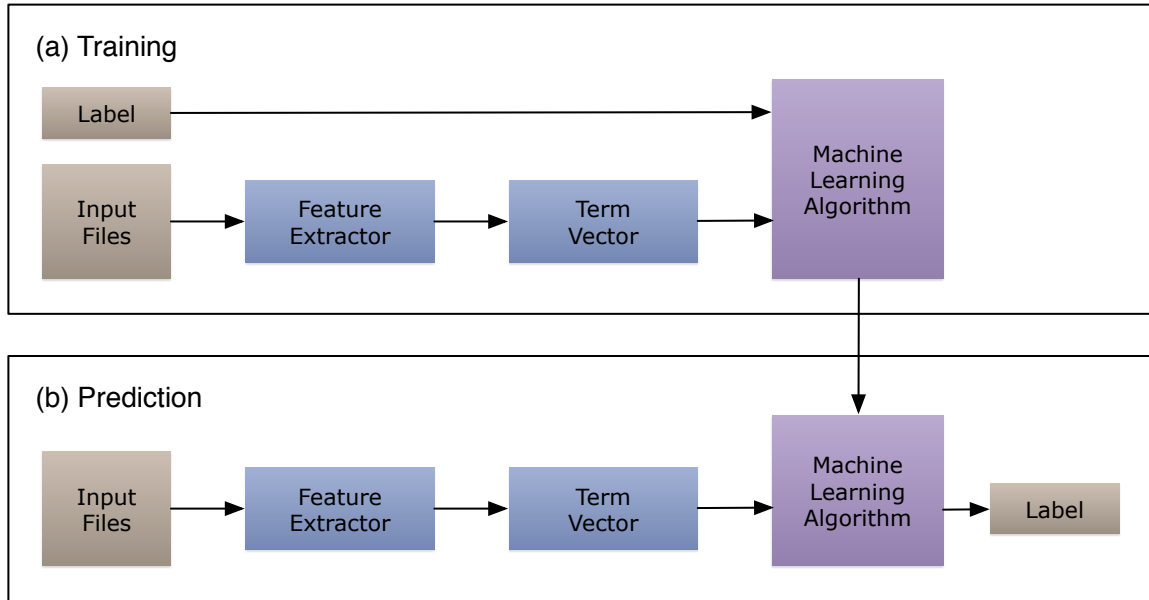 (a) Training
Label
Input
Files
Feature
Extractor
Term
Vector
Machine
Learning
Algorithm
(b) Prediction
Input
Files
Feature
Extractor
Term
Vector
Machine
Learning
Algorithm
Label